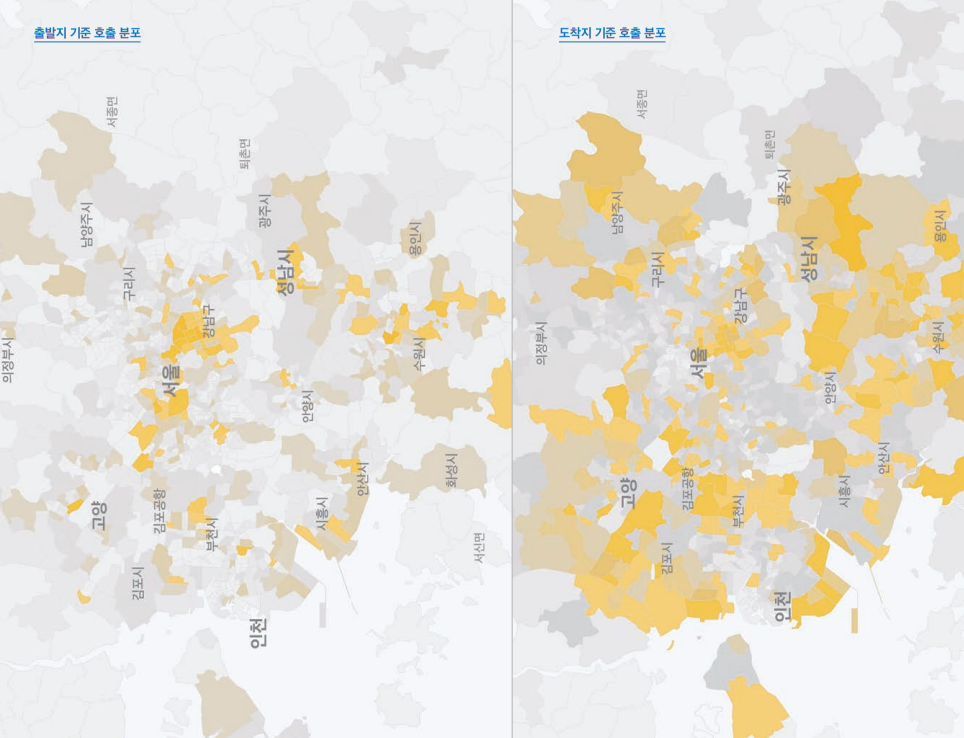 출발지 기준 호출 분포
서종면
퇴촌면
남양주시
광주시
용인시
성남시
구리시
강남구
의정부시
수원시
서울
안양시
화성시
안산시
고양
김포공항
시흥시
부천시
서신면
김포시
인천
도착지 기준 호출 분포
서종면
퇴촌면
광주시
남양주시
용인시
성남시
구리시
강남구
의정부시
수원시
서울
안양시
안산시
고양
김포공항
시흥시
부천시
김포시
인천